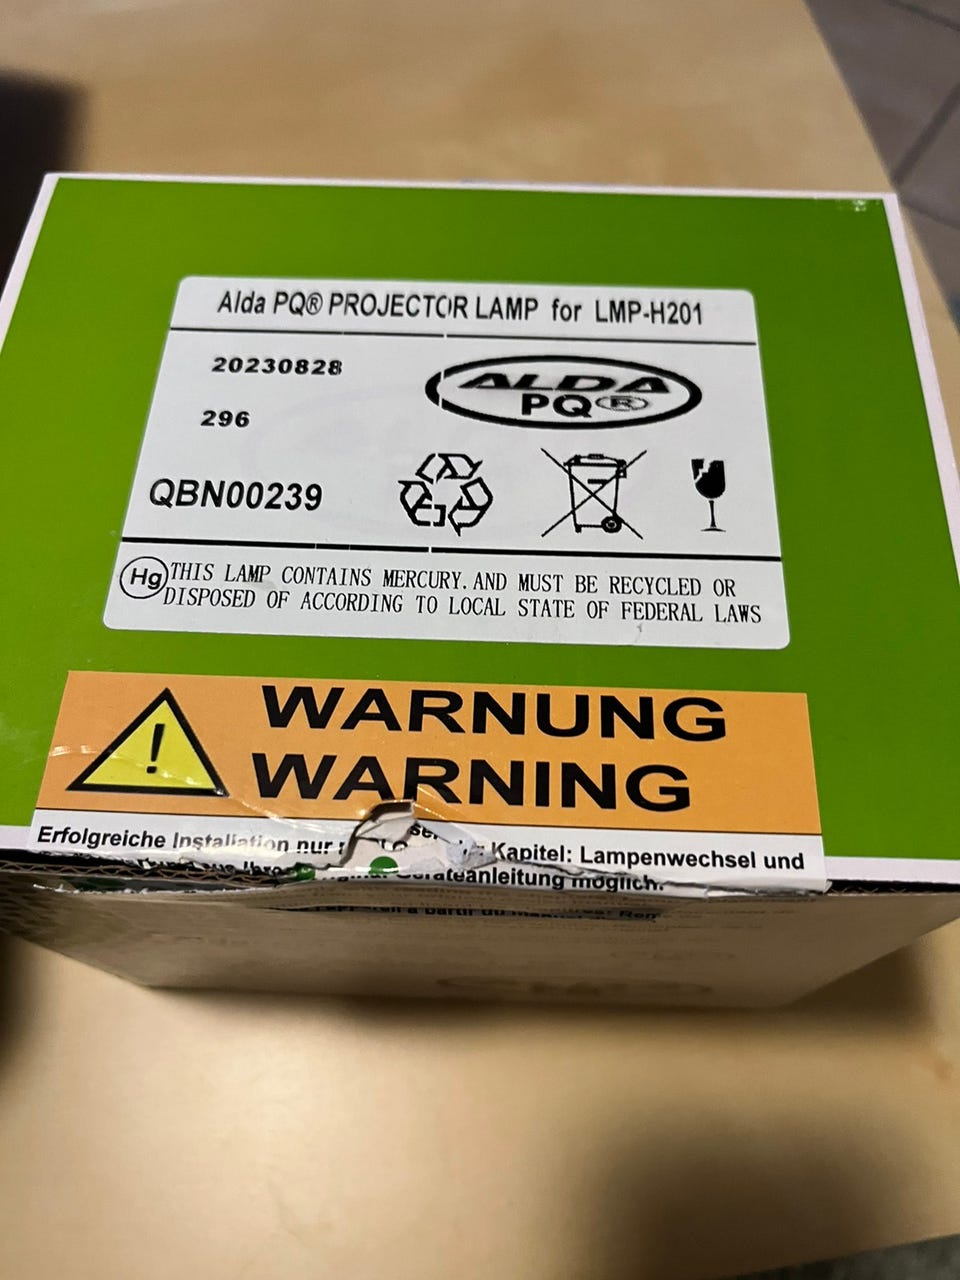 Alda PQ® PROJECTOR LAMP for LMP-H201
20230828
ALDA
PQ®
296
QBN00239
Hg THIS LAMP CONTAINS MERCURY. AND MUST BE RECYCLED OR
DISPOSED OF ACCORDING TO LOCAL STATE OF FEDERAL LAWS
! WARNUNG
WARNING
Erfolgreiche Installation nur Kapitel: Lampenwechsel und
möglich.